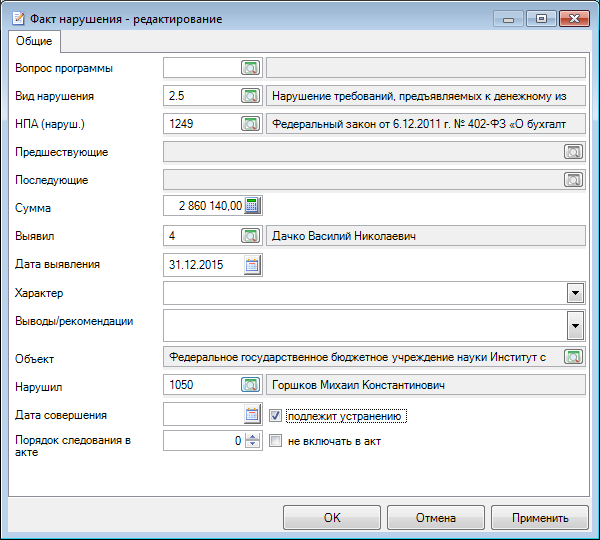 Факт нарушения - редактирование
Общие
Вопрос программы
Вид нарушения 2.5 Нарушение требований, предъявляемых к денежному из
НПА (наруш.) 1249 Федеральный закон от 6.12.2011 г. № 402-ФЗ «О бухгалт
Предшествующие
Последующие
Сумма 2 860 140,00
Выявил 4 Дачко Василий Николаевич
Дата выявления 31.12.2015
Характер
Выводы/рекомендации
Объект Федеральное государственное бюджетное учреждение науки Институт с
Нарушил 1050 Горшков Михаил Константинович
Дата совершения подлежит устранению
Порядок следования в 0 не включать в акт
акте
OK Отмена Применить